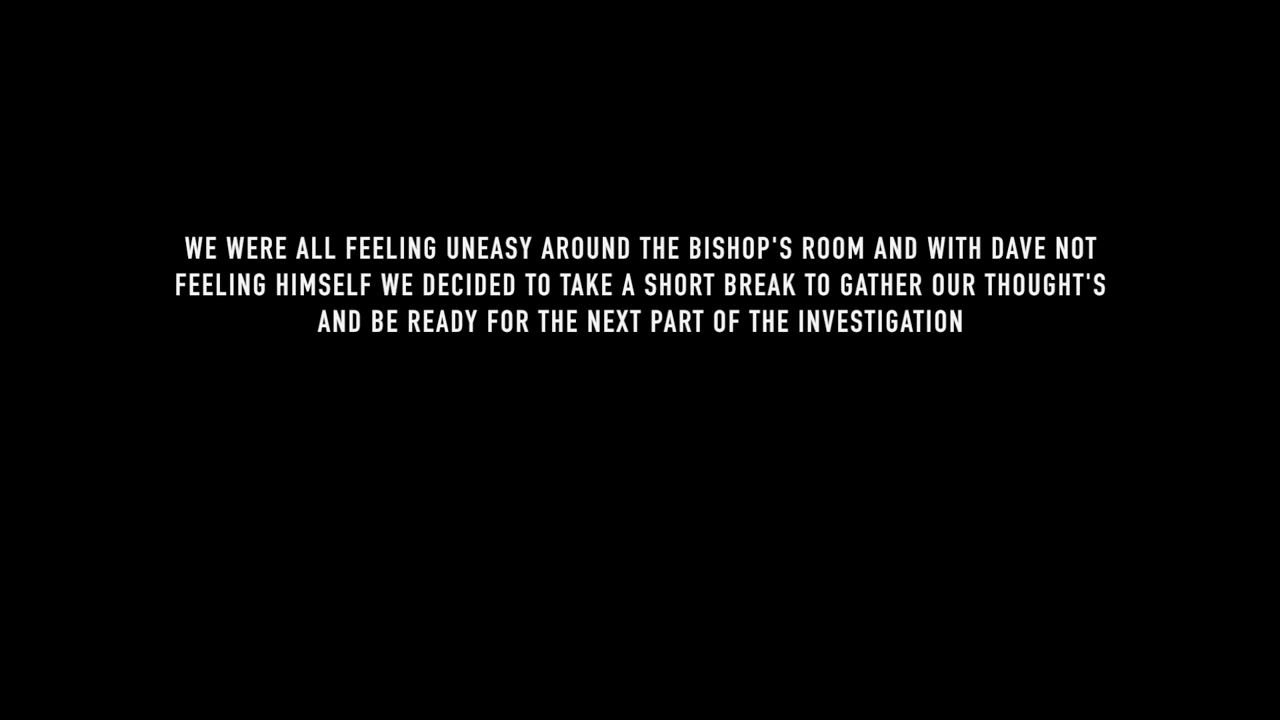 WE WERE ALL FEELING UNEASY AROUND THE BISHOP'S ROOM AND WITH DAVE NOT
FEELING HIMSELF WE DECIDED TO TAKE A SHORT BREAK TO GATHER OUR THOUGHT'S
AND BE READY FOR THE NEXT PART OF THE INVESTIGATION